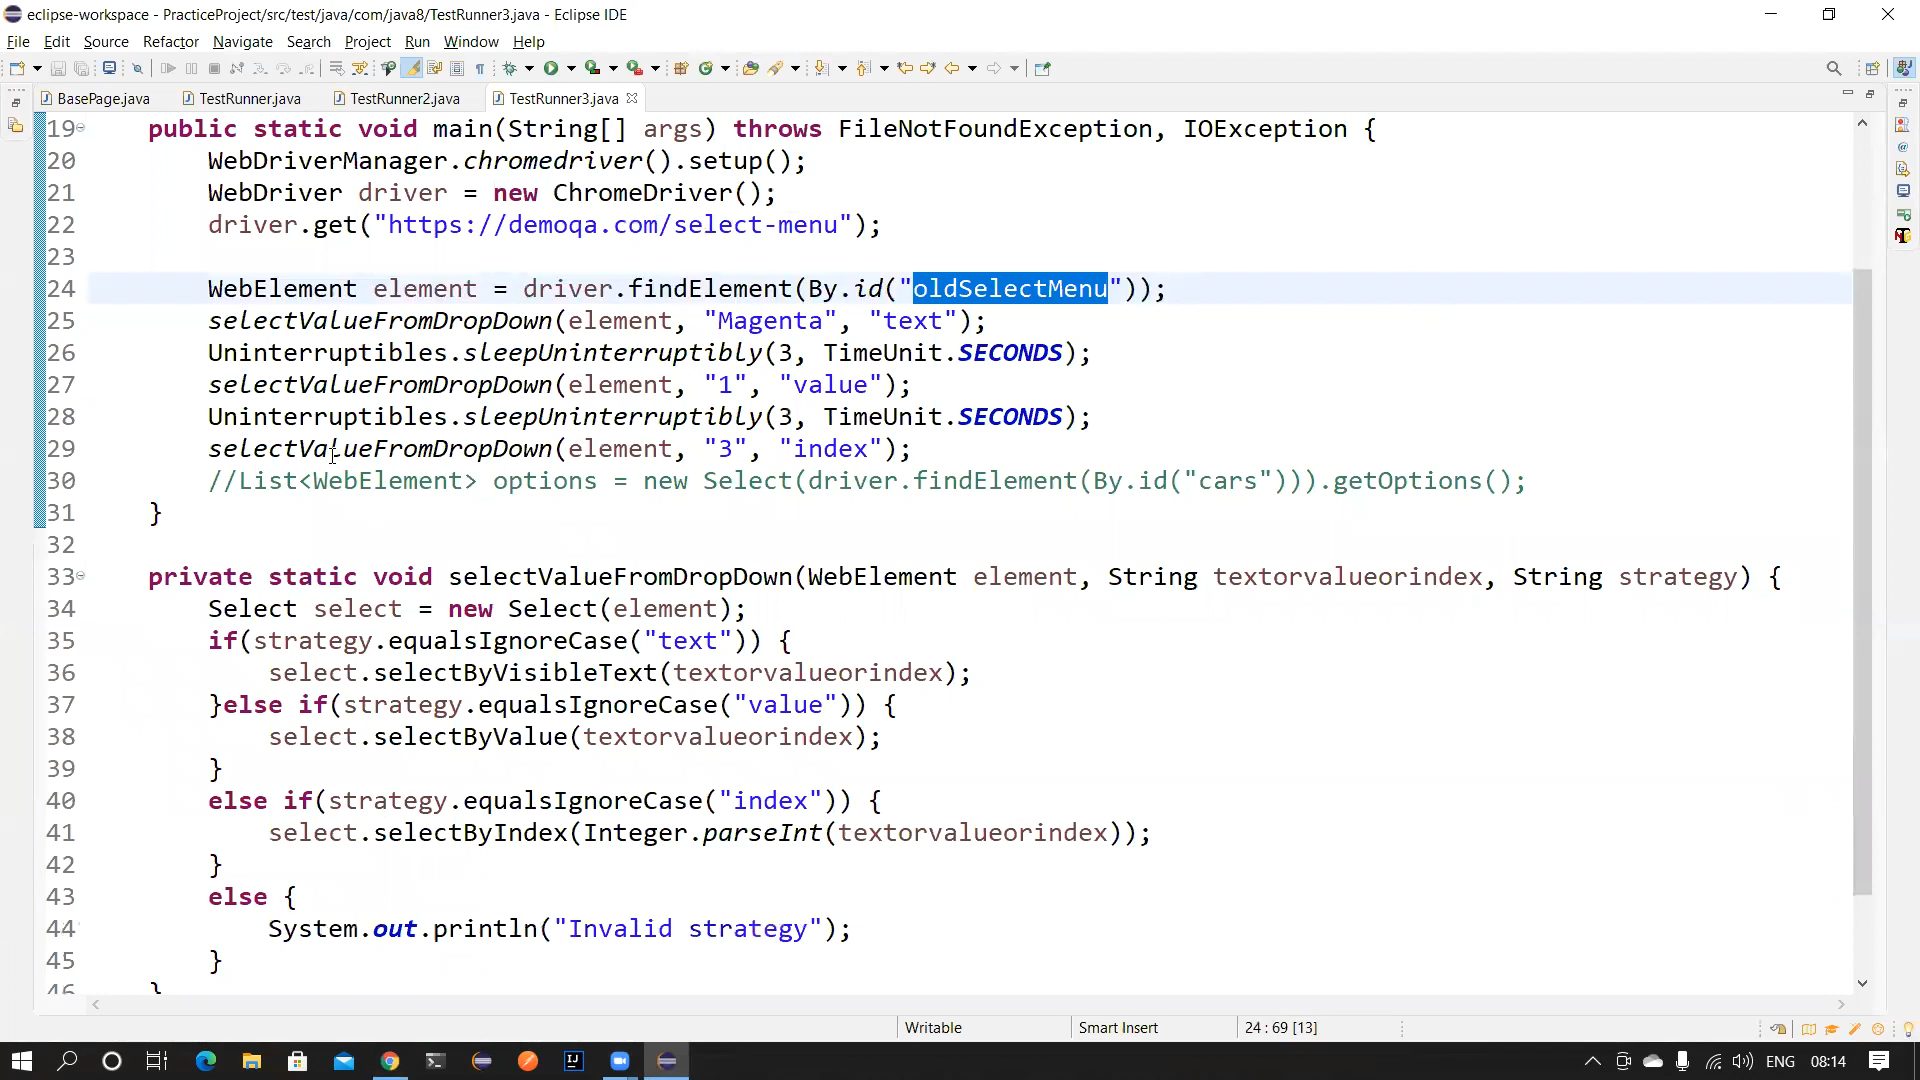 eclipse-workspace - PracticeProject/src/test/java/com/java8/TestRunner3.java - Eclipse IDE
File Edit Source Refactor Navigate Search Project Run Window Help
BasePage.java TestRunner.java TestRunner2.java TestRunner3.java
19 public static void main(String[] args) throws FileNotFoundException, IOException {
20 WebDriverManager.chromedriver().setup();
21 WebDriver driver = new ChromeDriver();
22 driver.get("https://demoqa.com/select-menu");
23
24 WebElement element = driver.findElement(By.id("oldSelectMenu"));
25 selectValueFromDropDown(element, "Magenta", "text");
26 Uninterruptibles.sleepUninterruptibly(3, TimeUnit.SECONDS);
27 selectValueFromDropDown(element, "1", "value");
28 Uninterruptibles.sleepUninterruptibly(3, TimeUnit.SECONDS);
29 selectValueFromDropDown(element, "3", "index");
30 //List<WebElement> options = new Select(driver.findElement(By.id("cars"))).getOptions();
31 }
32
33 private static void selectValueFromDropDown(WebElement element, String textorvalueorindex, String strategy) {
34 Select select = new Select(element);
35 if(strategy.equalsIgnoreCase("text")) {
36 select.selectByVisibleText(textorvalueorindex);
37 }else if(strategy.equalsIgnoreCase("value")) {
38 select.selectByValue(textorvalueorindex);
39 }
40 else if(strategy.equalsIgnoreCase("index")) {
41 select.selectByIndex(Integer.parseInt(textorvalueorindex));
42 }
43 else {
44 System.out.println("Invalid strategy");
45 }
46 }
Writable Smart Insert 24 : 69 [13]
ENG 08:14